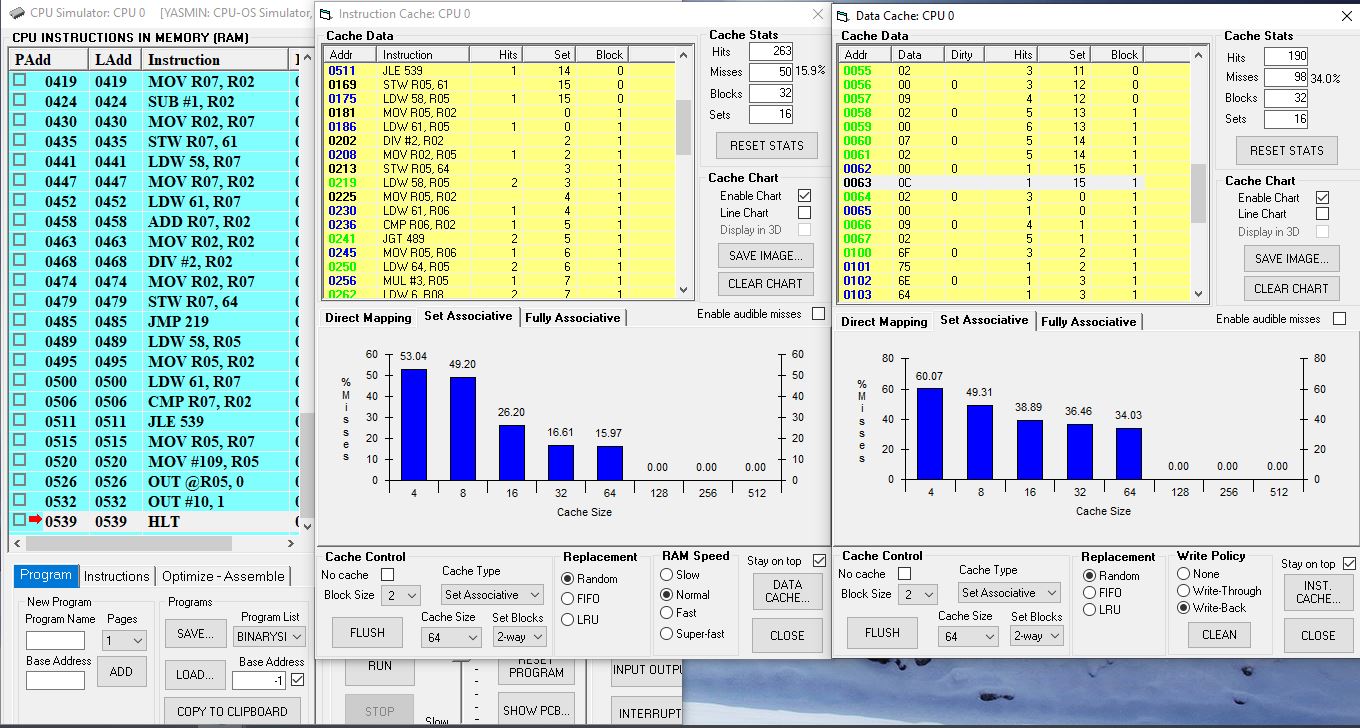 CPU Simulator: CPU 0 [YASMIN: CPU-OS Simulator,
CPU INSTRUCTIONS IN MEMORY (RAM)
PAdd LAdd Instruction
0419 0419 MOV R07, R02
0424 0424 SUB #1, R02
0430 0430 MOV R02, R07
0435 0435 STW R07, 61
0441 0441 LDW 58, R07
0447 0447 MOV R07, R02
0452 0452 LDW 61, R07
0458 0458 ADD R07, R02
0463 0463 MOV R02, R02
0468 0468 DIV #2, R02
0474 0474 MOV R02, R07
0479 0479 STW R07, 64
0485 0485 JMP 219
0489 0489 LDW 58, R05
0495 0495 MOV R05, R02
0500 0500 LDW 61, R07
0506 0506 CMP R07, R02
0511 0511 JLE 539
0515 0515 MOV R05, R07
0520 0520 MOV #109, R05
0526 0526 OUT @R05, 0
0532 0532 OUT #10, 1
0539 0539 HLT
Program Instructions Optimize - Assemble
New Program
Program Name Pages
1
Base Address
ADD
Programs
SAVE...
Program List
BINARYSI
LOAD...
Base Address
-1
COPY TO CLIPBOARD
RUN
STOP
Slow
RESET
PROGRAM
SHOW PCB...
INPUT OUTPU
INTERRUPT
Instruction Cache: CPU 0
Cache Data
Addr Instruction Hits Set Block
0511 JLE 539 1 14 0
0169 STW R05, 61 15 0
0175 LDW 58, R05 1 15 0
0181 MOV R05, R02 0 1
0186 LDW 61, R05 1 0 1
0202 DIV #2, R02 2 1
0208 MOV R02, R05 1 2 1
0213 STW R05, 64 3 1
0219 LDW 58, R05 2 3 1
0225 MOV R05, R02 4 1
0230 LDW 61, R06 1 4 1
0236 CMP R06, R02 1 5 1
0241 JGT 489 2 5 1
0245 MOV R05, R06 1 6 1
0250 LDW 64, R05 2 6 1
0256 MUL #3, R05 1 7 1
0262 LDW 6, R08 2 7 1
Cache Stats
Hits 263
Misses 50 15.9%
Blocks 32
Sets 16
RESET STATS
Cache Chart
Enable Chart
Line Chart
Display in 3D
SAVE IMAGE...
CLEAR CHART
Enable audible misses
Direct Mapping Set Associative Fully Associative
% Misses
60 50 40 30 20 10 0
53.04 49.20 26.20 16.61 15.97 0.00 0.00 0.00
60 50 40 30 20 10 0
4 8 16 32 64 128 256 512
Cache Size
Cache Control
No cache
Block Size 2
FLUSH
Cache Type
Set Associative
Cache Size Set Blocks
64 2-way
Replacement
Random
FIFO
LRU
RAM Speed
Slow
Normal
Fast
Super-fast
Stay on top
DATA
CACHE...
CLOSE
Data Cache: CPU 0
Cache Data
Addr Data Dirty Hits Set Block
0055 02 3 11 0
0056 00 0 3 12 0
0057 09 4 12 0
0058 02 0 5 13 1
0059 00 6 13 1
0060 07 0 5 14 1
0061 02 5 14 1
0062 00 0 1 15 1
0063 0C 1 15 1
0064 02 0 3 0 1
0065 00 1 0 1
0066 09 0 4 1 1
0067 02 5 1 1
0100 6F 0 3 2 1
0101 75 1 2 1
0102 6E 0 1 3 1
0103 64 1 3 1
Cache Stats
Hits 190
Misses 98 34.0%
Blocks 32
Sets 16
RESET STATS
Cache Chart
Enable Chart
Line Chart
Display in 3D
SAVE IMAGE...
CLEAR CHART
Enable audible misses
Direct Mapping Set Associative Fully Associative
% Misses
80 60 40 20 0
60.07 49.31 38.89 36.46 34.03 0.00 0.00 0.00
80 60 40 20 0
4 8 16 32 64 128 256 512
Cache Size
Cache Control
No cache
Block Size 2
FLUSH
Cache Type
Set Associative
Cache Size Set Blocks
64 2-way
Replacement
Random
FIFO
LRU
Write Policy
None
Write-Through
Write-Back
CLEAN
Stay on top
INST
CACHE...
CLOSE